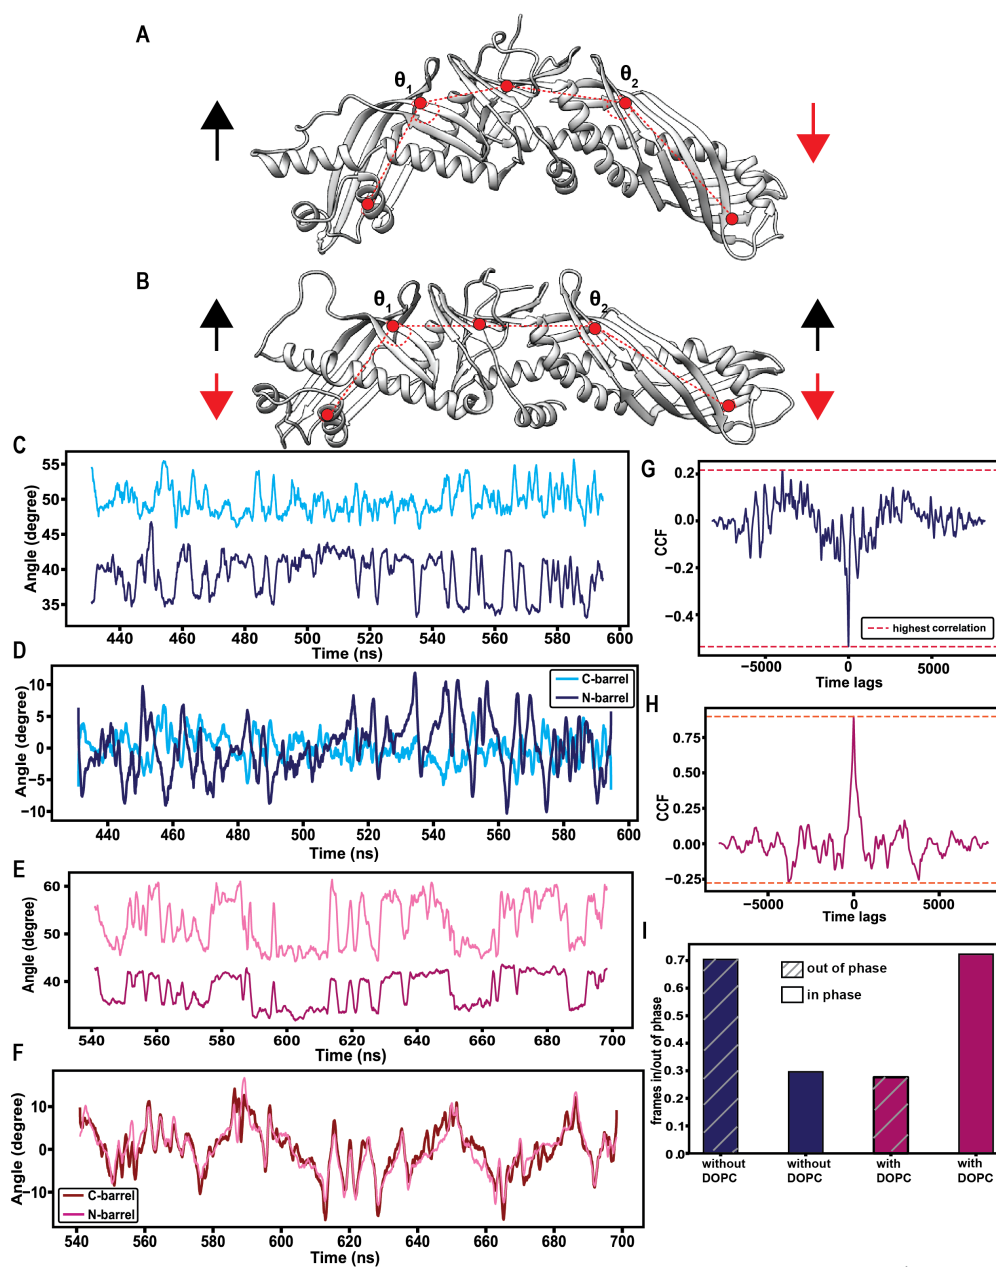 A
θ1
θ2
B
θ1
θ2
C
55
50
45
40
35
Angle (degree)
440 460 480 500 520 540 560 580 600
Time (ns)
D
10
5
0
−5
−10
Angle (degree)
C-barrel
N-barrel
440 460 480 500 520 540 560 580 600
Time (ns)
E
60
50
40
Angle (degree)
540 560 580 600 620 640 660 680 700
Time (ns)
F
10
0
−10
Angle (degree)
C-barrel
N-barrel
540 560 580 600 620 640 660 680 700
Time (ns)
G
0.2
0.0
−0.2
−0.4
CCF
highest correlation
−5000 0 5000
Time lags
H
0.75
0.50
0.25
0.00
−0.25
CCF
−5000 0 5000
Time lags
I
0.7
0.6
0.5
0.4
0.3
0.2
0.1
0.0
frames in/out of phase
out of phase
in phase
without without with with
DOPC DOPC DOPC DOPC